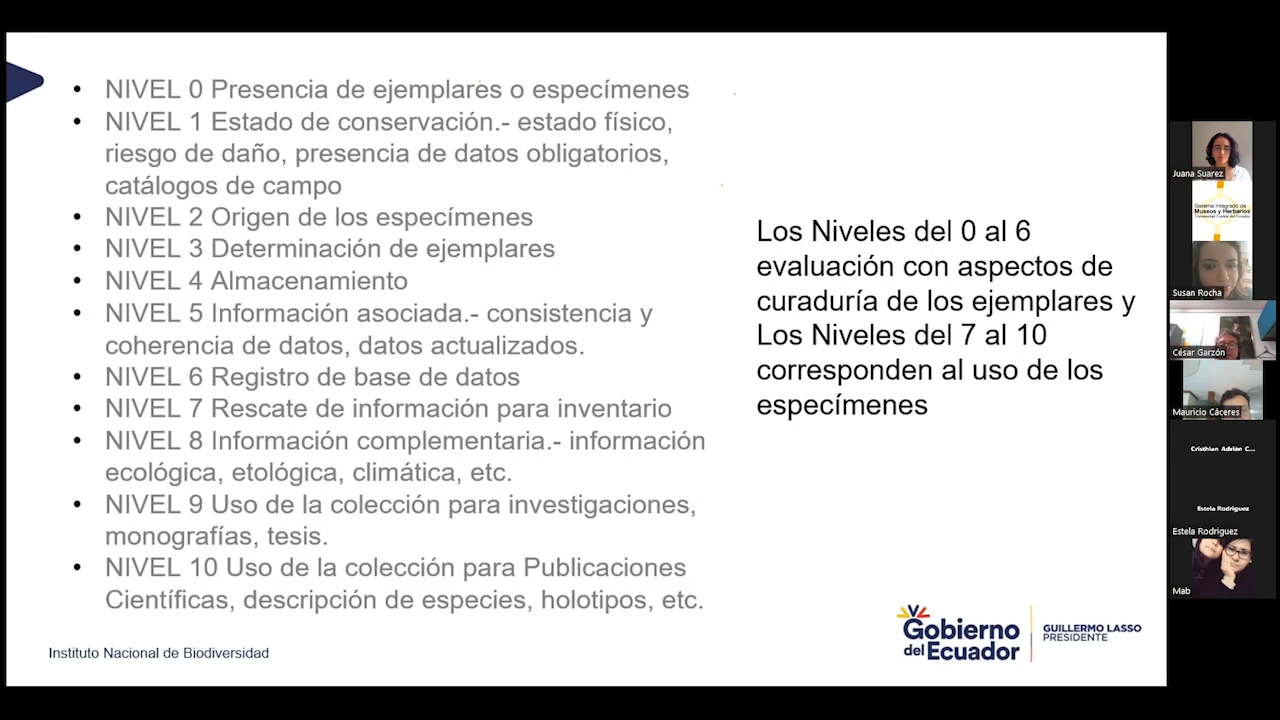 • NIVEL 0 Presencia de ejemplares o especímenes
• NIVEL 1 Estado de conservación.- estado físico,
riesgo de daño, presencia de datos obligatorios,
catálogos de campo
• NIVEL 2 Origen de los especímenes
• NIVEL 3 Determinación de ejemplares
• NIVEL 4 Almacenamiento
• NIVEL 5 Información asociada.- consistencia y
coherencia de datos, datos actualizados.
• NIVEL 6 Registro de base de datos
• NIVEL 7 Rescate de información para inventario
• NIVEL 8 Información complementaria.- información
ecológica, etológica, climática, etc.
• NIVEL 9 Uso de la colección para investigaciones,
monografías, tesis.
• NIVEL 10 Uso de la colección para Publicaciones
Científicas, descripción de especies, holotipos, etc.
Los Niveles del 0 al 6
evaluación con aspectos de
curaduría de los ejemplares y
Los Niveles del 7 al 10
corresponden al uso de los
especímenes
Instituto Nacional de Biodiversidad
Gobierno
del Ecuador
GUILLERMO LASSO
PRESIDENTE
Juana Suarez
Sistema Integrado de
Museos y Herbarios
Universidad Central del Ecuador
Susan Rocha
César Garzón
Mauricio Cáceres
Cristhian Adrián C...
Estela Rodriguez
Estela Rodriguez
Mab